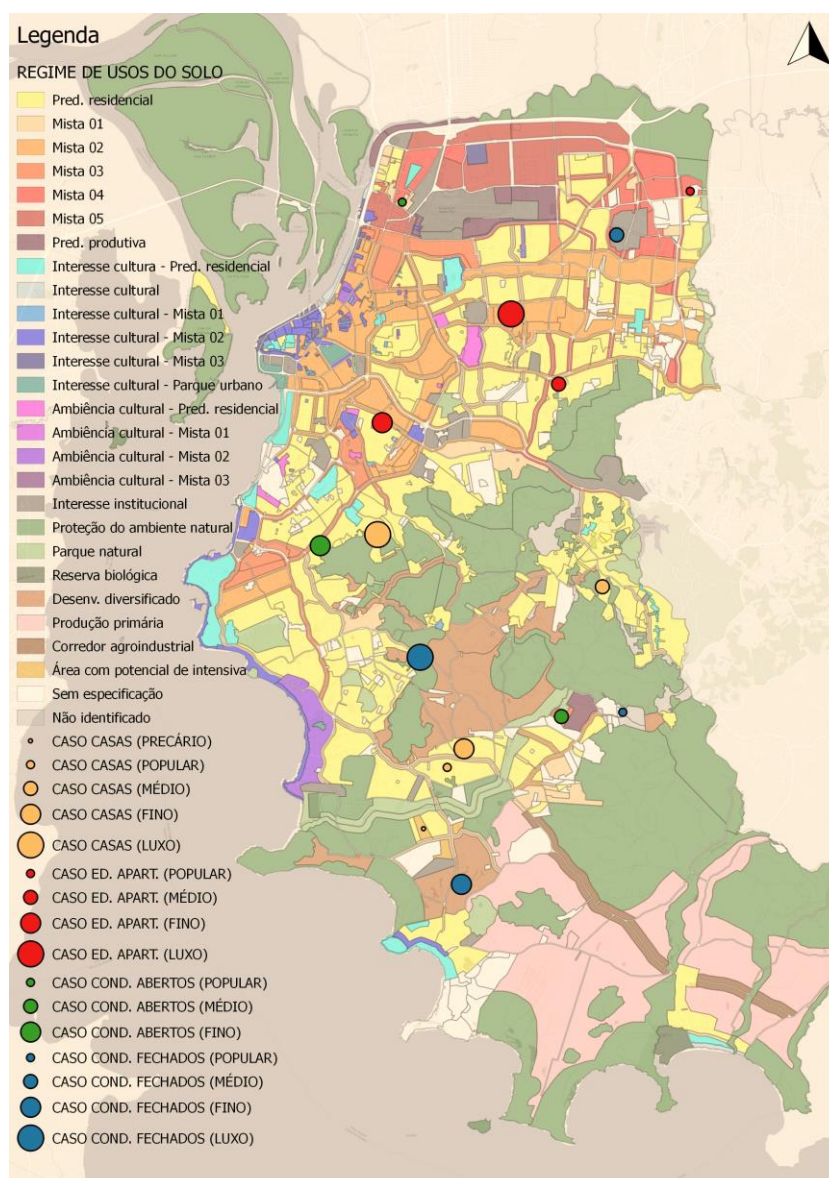 Legenda
REGIME DE USOS DO SOLO
Pred. residencial
Mista 01
Mista 02
Mista 03
Mista 04
Mista 05
Pred. produtiva
Interesse cultura - Pred. residencial
Interesse cultural
Interesse cultural - Mista 01
Interesse cultural - Mista 02
Interesse cultural - Mista 03
Interesse cultural - Parque urbano
Ambiência cultural - Pred. residencial
Ambiência cultural - Mista 01
Ambiência cultural - Mista 02
Ambiência cultural - Mista 03
Interesse institucional
Proteção do ambiente natural
Parque natural
Reserva biológica
Desenv. diversificado
Produção primária
Corredor agroindustrial
Área com potencial de intensiva
Sem especificação
Não identificado
CASO CASAS (PRECÁRIO)
CASO CASAS (POPULAR)
CASO CASAS (MÉDIO)
CASO CASAS (FINO)
CASO CASAS (LUXO)
CASO ED. APART. (POPULAR)
CASO ED. APART. (MÉDIO)
CASO ED. APART. (FINO)
CASO ED. APART. (LUXO)
CASO COND. ABERTOS (POPULAR)
CASO COND. ABERTOS (MÉDIO)
CASO COND. ABERTOS (FINO)
CASO COND. FECHADOS (POPULAR)
CASO COND. FECHADOS (MÉDIO)
CASO COND. FECHADOS (FINO)
CASO COND. FECHADOS (LUXO)